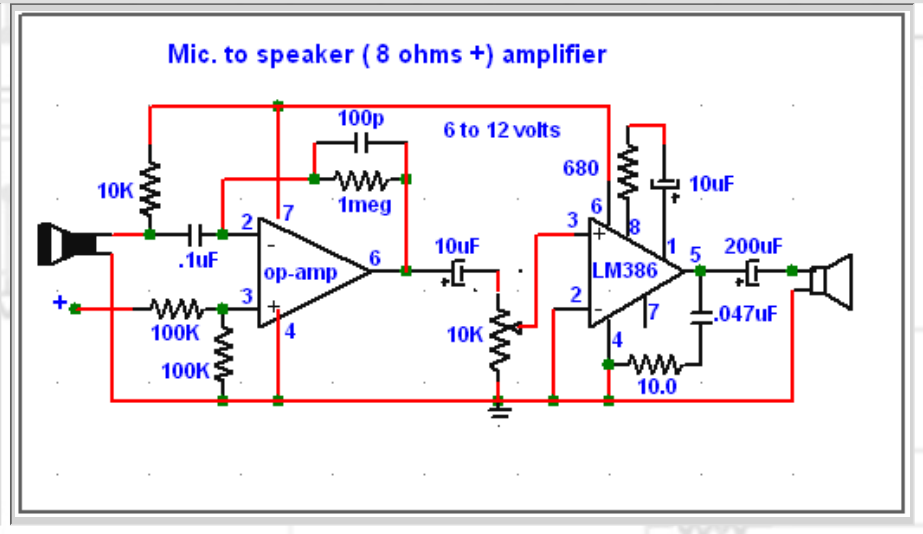 Mic. to speaker ( 8 ohms +) amplifier
100p
6 to 12 volts
680
10uF
10K
1meg
7
2
-
.1uF
op-amp
6
10uF
3
6
8
1
+
LM386
5
200uF
+
3
+
100K
4
100K
10K
2
-
7
.047uF
4
10.0
+
+
+